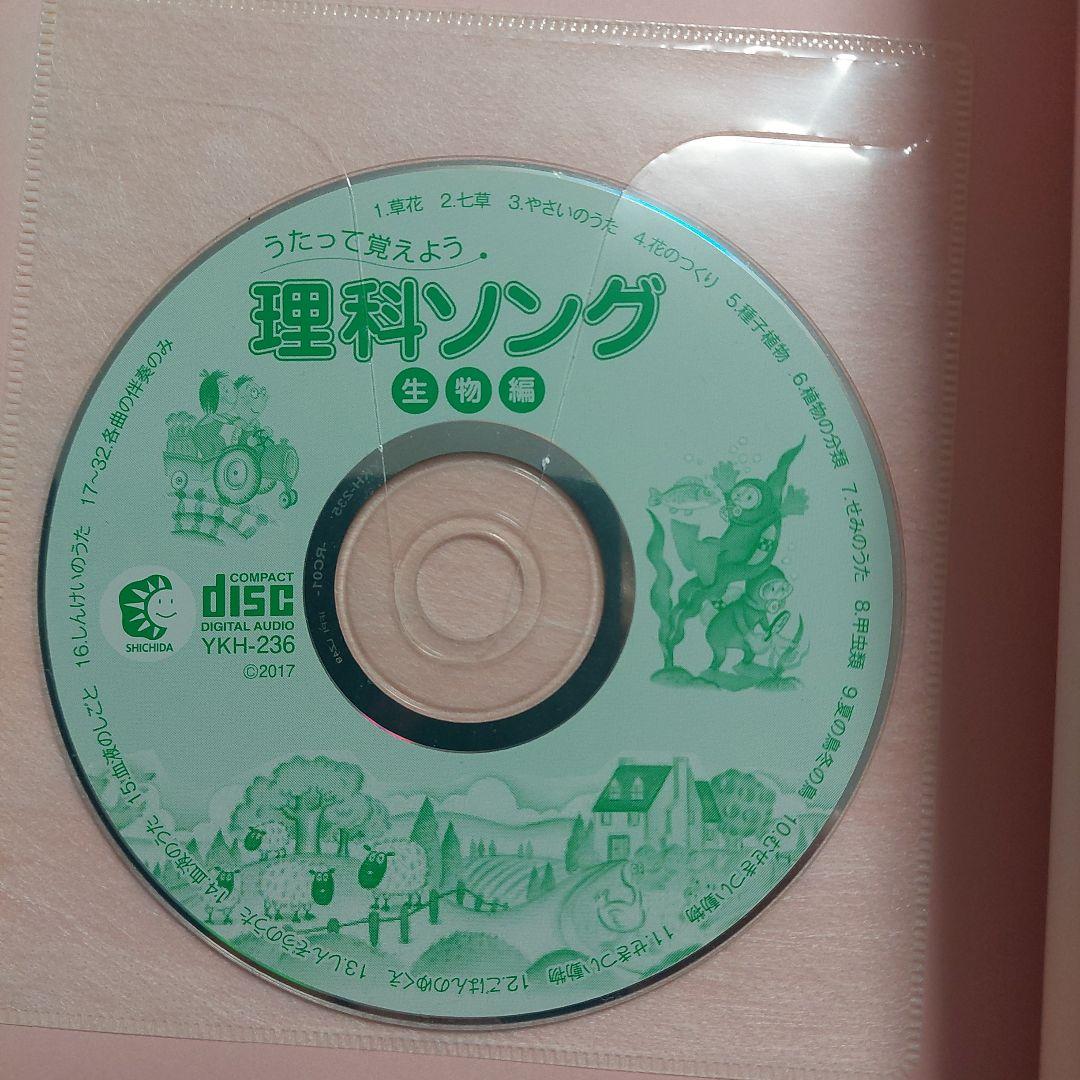 うたって覚えよう
理科ソング
生物編
1.草花
2.七草
3.やさいのうた
4.花のつくり
5.種子植物
6.植物の分類
7.せみのうた
8.甲虫類
9.夏の鳥冬の鳥
10.むせきつい動物
11.せきつい動物
12.ごはんのゆくえ
13.しんぞうのうた
14.血液のうた
15.血液のしごと
16.しんけいのうた
17~32.各曲の伴奏のみ
SHICHIDA
COMPACT
disc
DIGITAL AUDIO
YKH-236
©2017